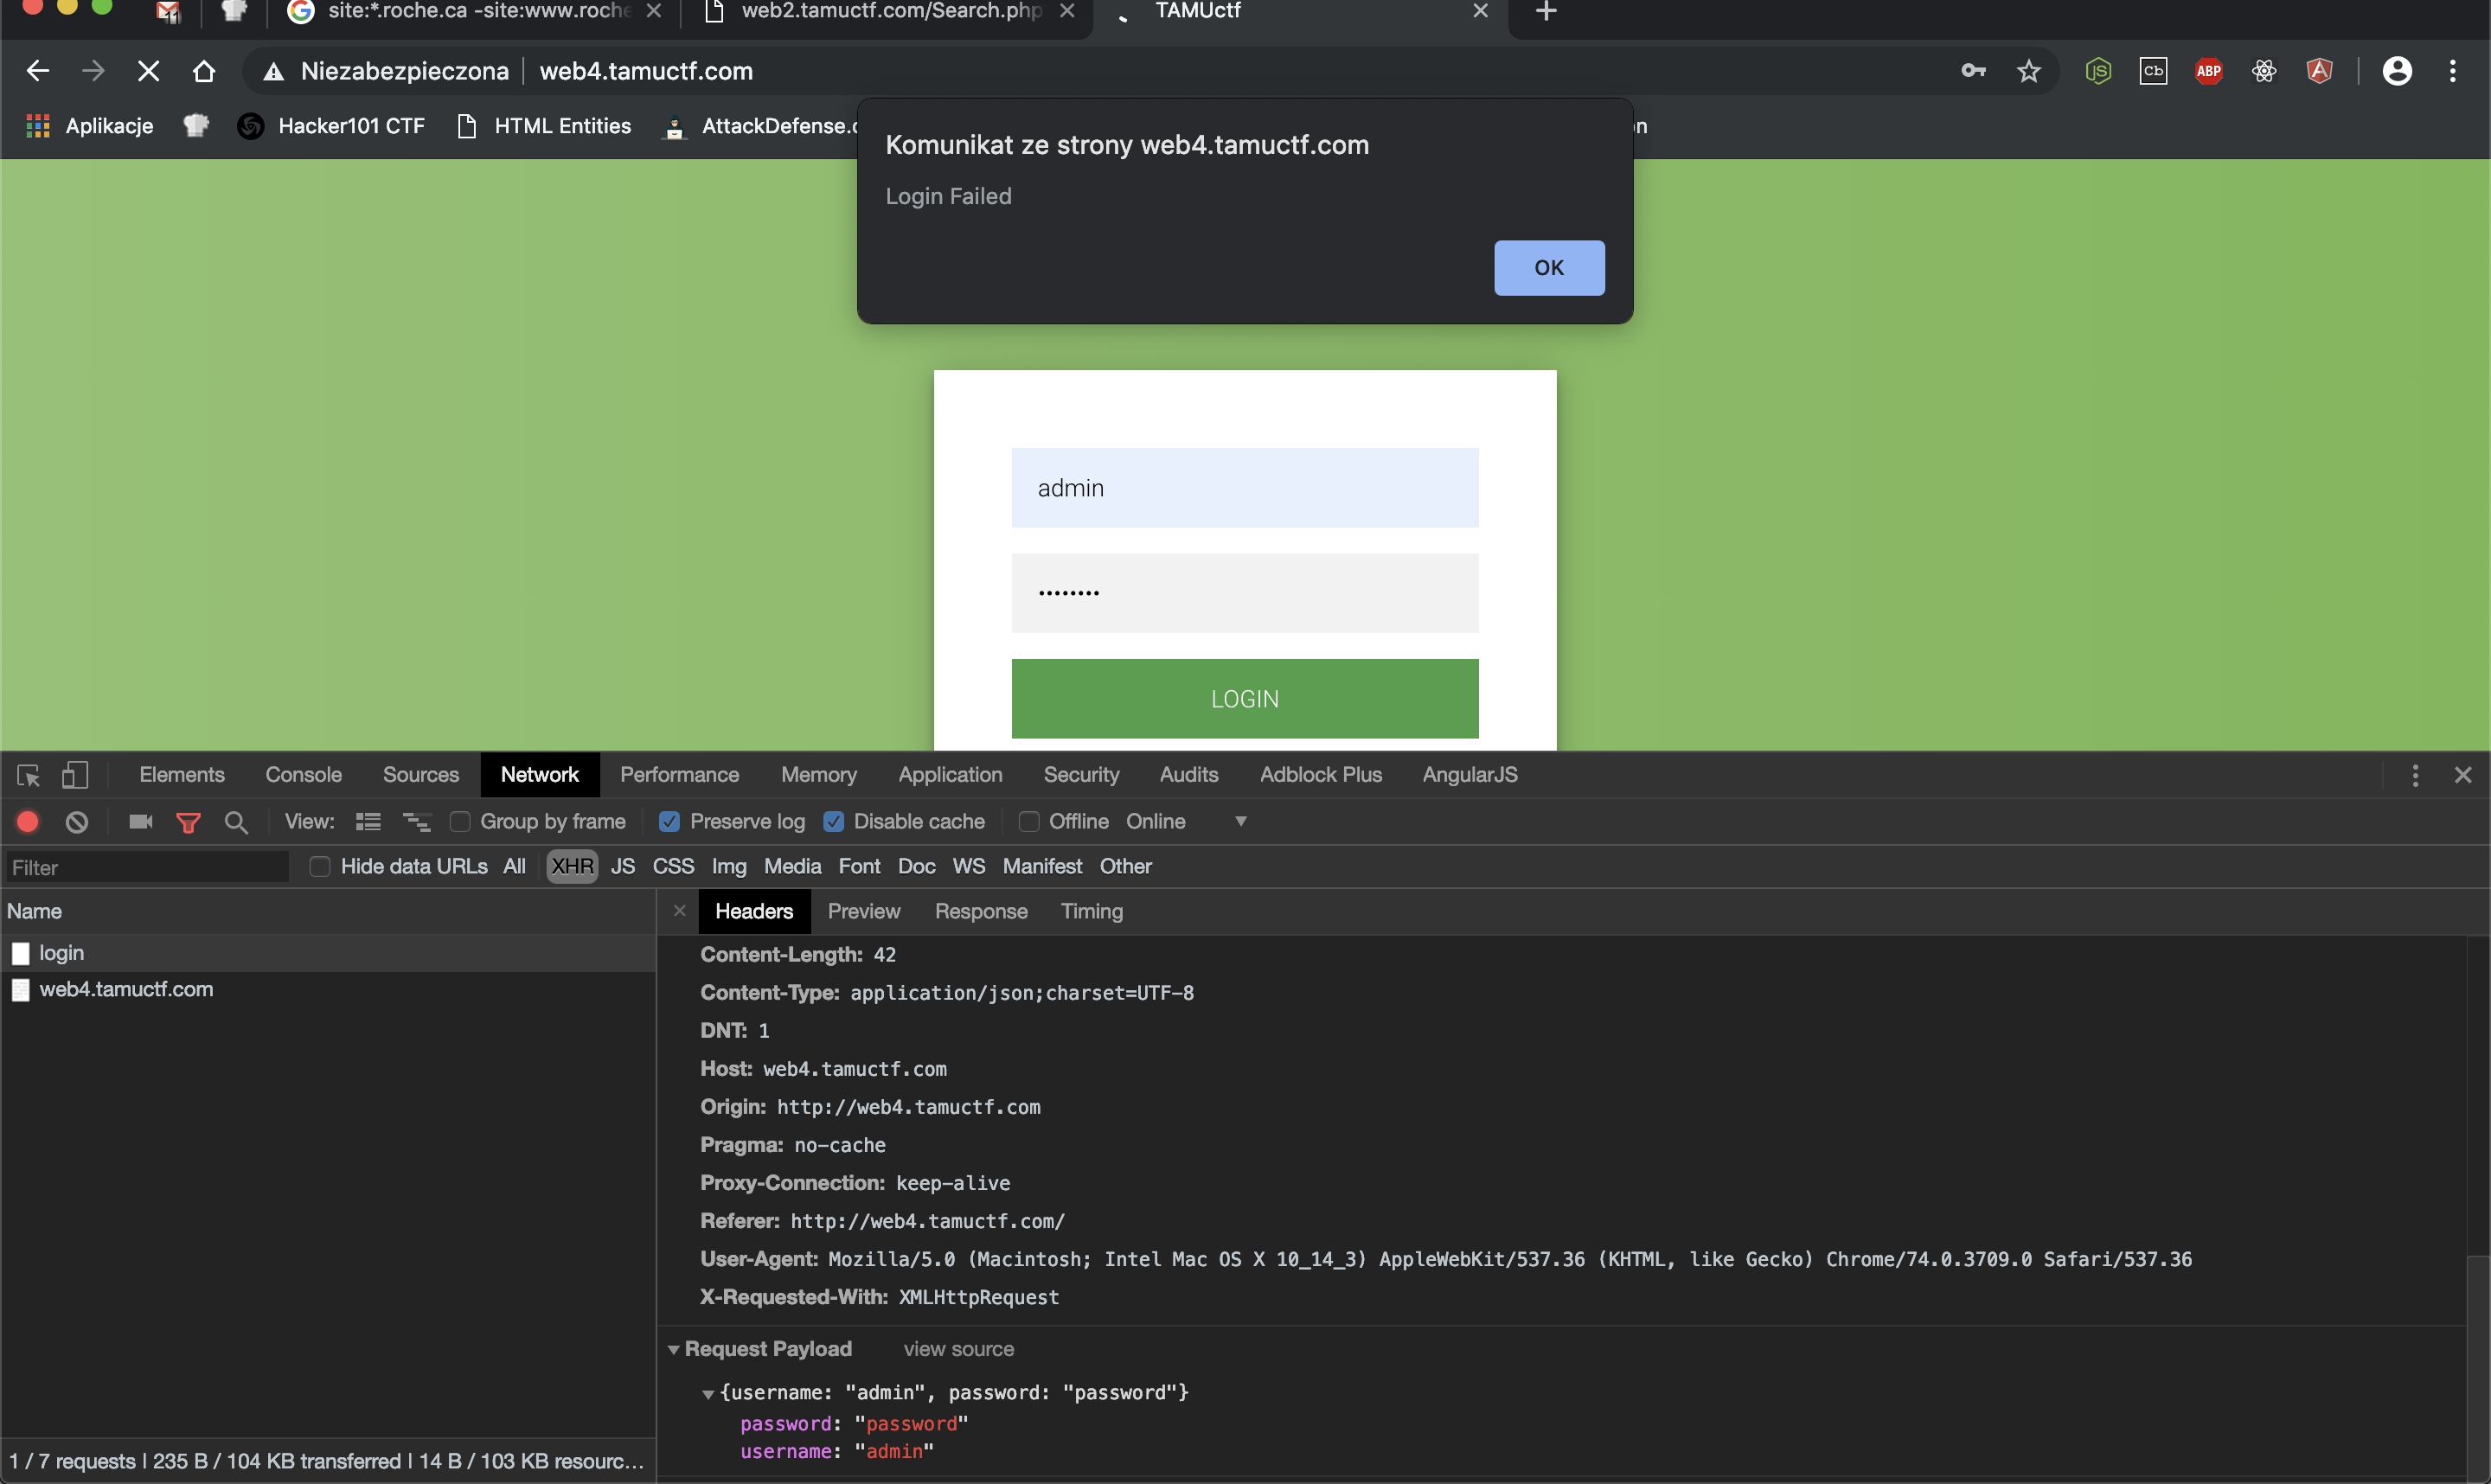 site:*.roche.ca -site:www.roche
web2.tamuctf.com/Search.php
TAMUctf
Niezabezpieczona | web4.tamuctf.com
Cb
ABP
Aplikacje
Hacker101 CTF
HTML Entities
AttackDefense.c
n
Komunikat ze strony web4.tamuctf.com
Login Failed
OK
admin
••••••••
LOGIN
Elements Console Sources Network Performance Memory Application Security Audits Adblock Plus AngularJS
View: Group by frame Preserve log Disable cache Offline Online
Filter Hide data URLs All XHR JS CSS Img Media Font Doc WS Manifest Other
Name
Headers Preview Response Timing
login
web4.tamuctf.com
Content-Length: 42
Content-Type: application/json;charset=UTF-8
DNT: 1
Host: web4.tamuctf.com
Origin: http://web4.tamuctf.com
Pragma: no-cache
Proxy-Connection: keep-alive
Referer: http://web4.tamuctf.com/
User-Agent: Mozilla/5.0 (Macintosh; Intel Mac OS X 10_14_3) AppleWebKit/537.36 (KHTML, like Gecko) Chrome/74.0.3709.0 Safari/537.36
X-Requested-With: XMLHttpRequest
Request Payload view source
{username: "admin", password: "password"}
password: "password"
username: "admin"
1 / 7 requests | 235 B / 104 KB transferred | 14 B / 103 KB resourc...